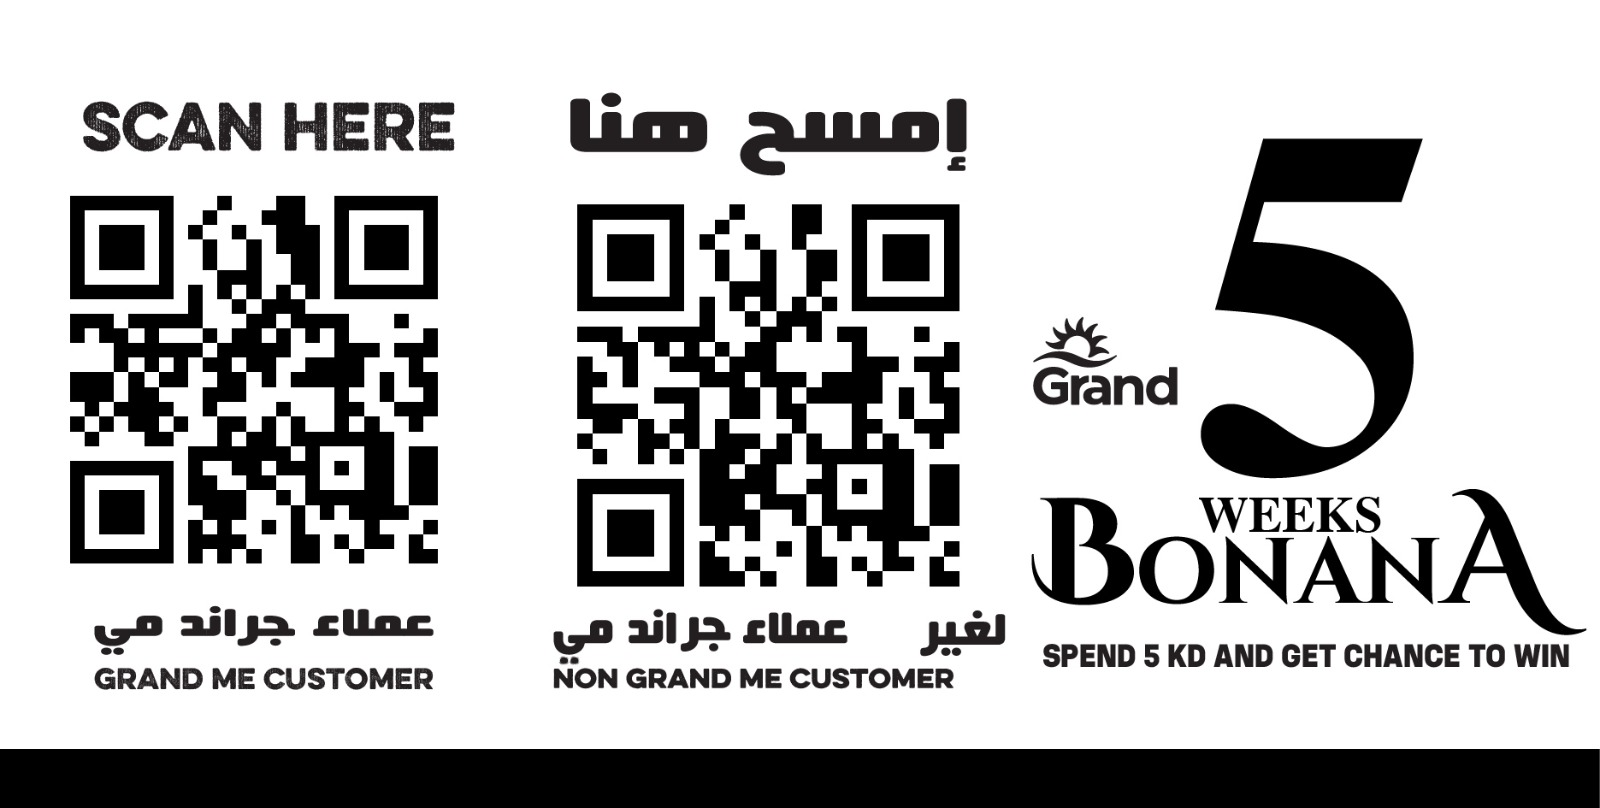 SCAN HERE
عملاء جراند مي
GRAND ME CUSTOMER
إمسح هنا
لغير عملاء جراند مي
NON GRAND ME CUSTOMER
Grand
5
WEEKS
BONANA
SPEND 5 KD AND GET CHANCE TO WIN